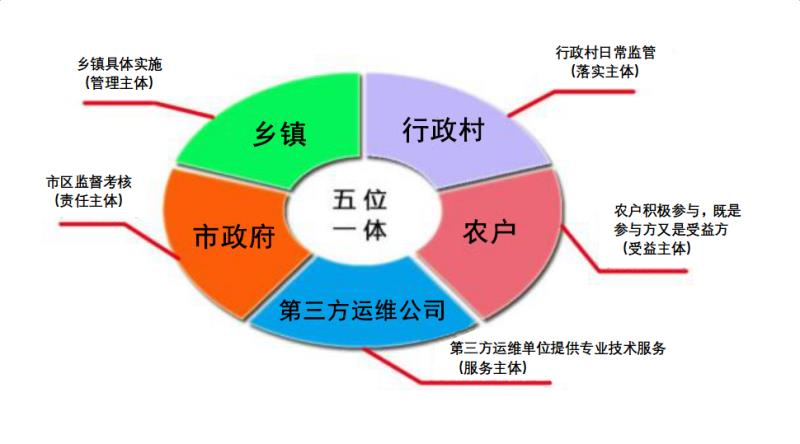 乡镇具体实施
(管理主体)
行政村日常监管
(落实主体)
乡镇
行政村
市区监督考核
(责任主体)
五位
一体
市政府
农户
农户积极参与，既是
参与方又是受益方
(受益主体)
第三方运维公司
第三方运维单位提供专业技术服务
(服务主体)